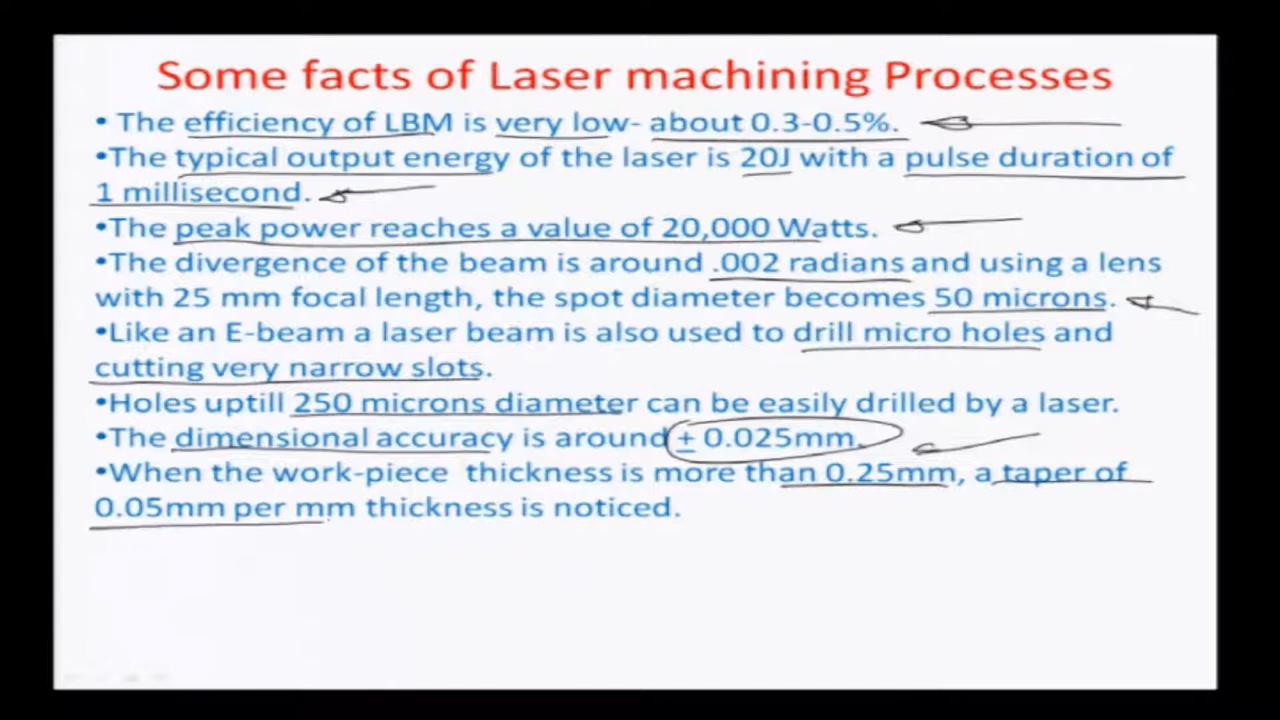 Some facts of Laser machining Processes
• The efficiency of LBM is very low- about 0.3-0.5%.
•The typical output energy of the laser is 20J with a pulse duration of
1 millisecond.
•The peak power reaches a value of 20,000 Watts.
•The divergence of the beam is around .002 radians and using a lens
with 25 mm focal length, the spot diameter becomes 50 microns.
•Like an E-beam a laser beam is also used to drill micro holes and
cutting very narrow slots.
•Holes uptill 250 microns diameter can be easily drilled by a laser.
•The dimensional accuracy is around ± 0.025mm.
•When the work-piece thickness is more than 0.25mm, a taper of
0.05mm per mm thickness is noticed.